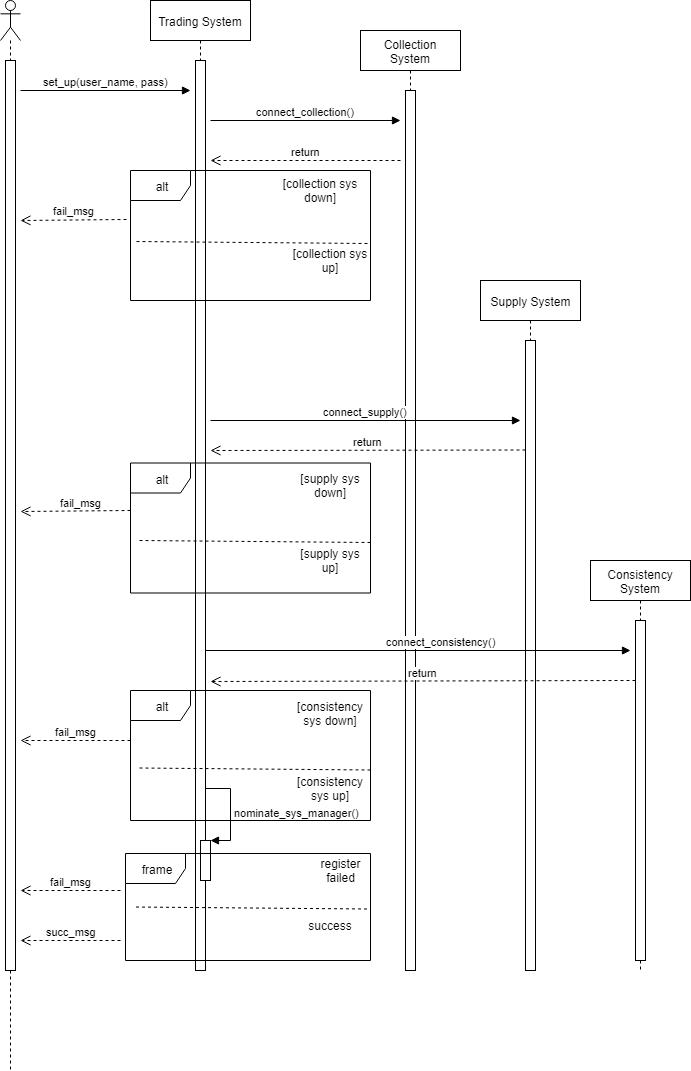 Trading System
Collection
System
set_up(user_name, pass)
connect_collection()
return
alt
[collection sys
down]
fail_msg
[collection sys
up]
Supply System
connect_supply()
return
alt
[supply sys
down]
fail_msg
[supply sys
up]
Consistency
System
connect_consistency()
return
alt
[consistency
sys down]
fail_msg
[consistency
sys up]
nominate_sys_manager()
frame
register
failed
fail_msg
success
succ_msg